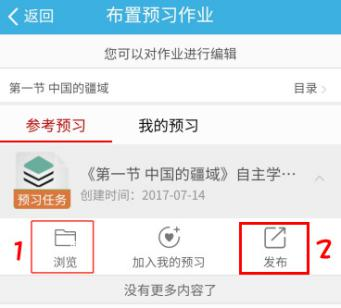 返回 布置预习作业
您可以对作业进行编辑
第一节 中国的疆域 目录
参考预习 我的预习
《第一节 中国的疆域》自主学…
预习任务 创建时间:2017-07-14
1 浏览 加入我的预习 发布 2
没有更多内容了